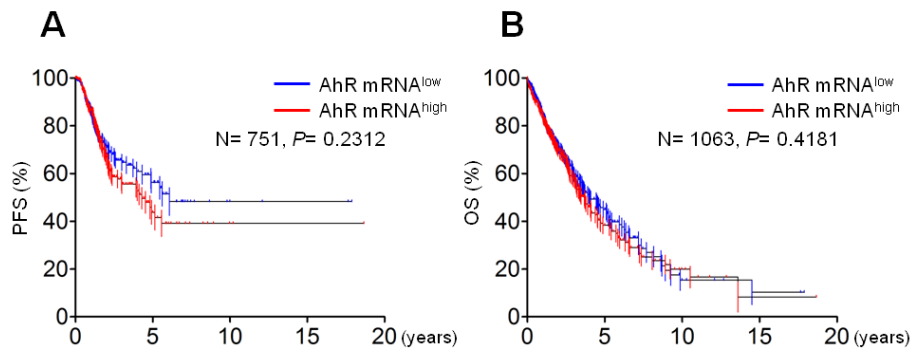 A
PFS (%)
100
80
60
40
20
0
AhR mRNAlow
AhR mRNAhigh
N= 751, P= 0.2312
0 5 10 15 20 (years)
B
OS (%)
100
80
60
40
20
0
AhR mRNAlow
AhR mRNAhigh
N= 1063, P= 0.4181
0 5 10 15 20 (years)